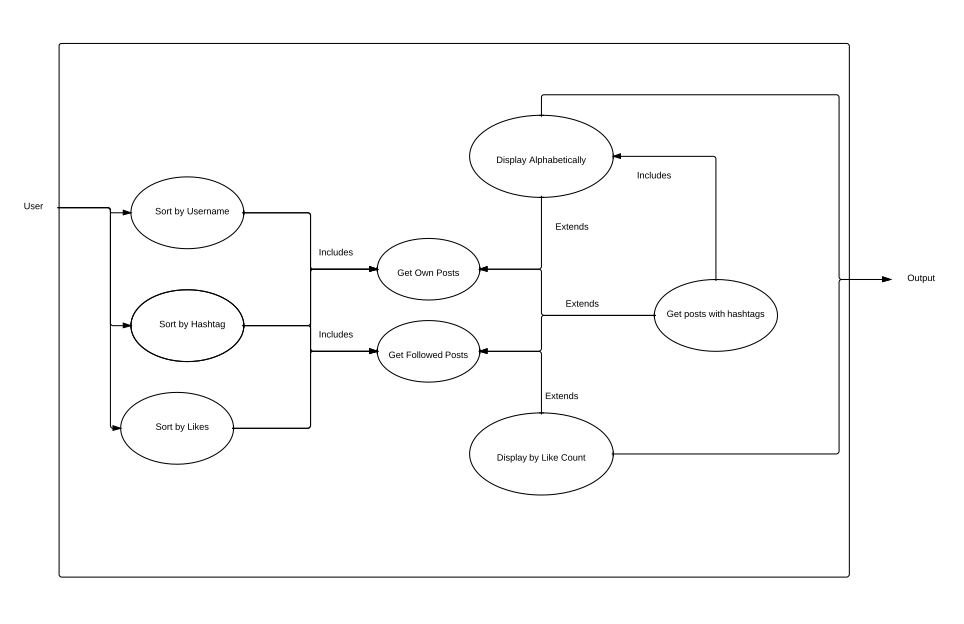 Display Alphabetically
Includes
User
Sort by Username
Extends
Includes
Get Own Posts
Output
Extends
Get posts with hashtags
Sort by Hashtag
Includes
Get Followed Posts
Extends
Sort by Likes
Display by Like Count